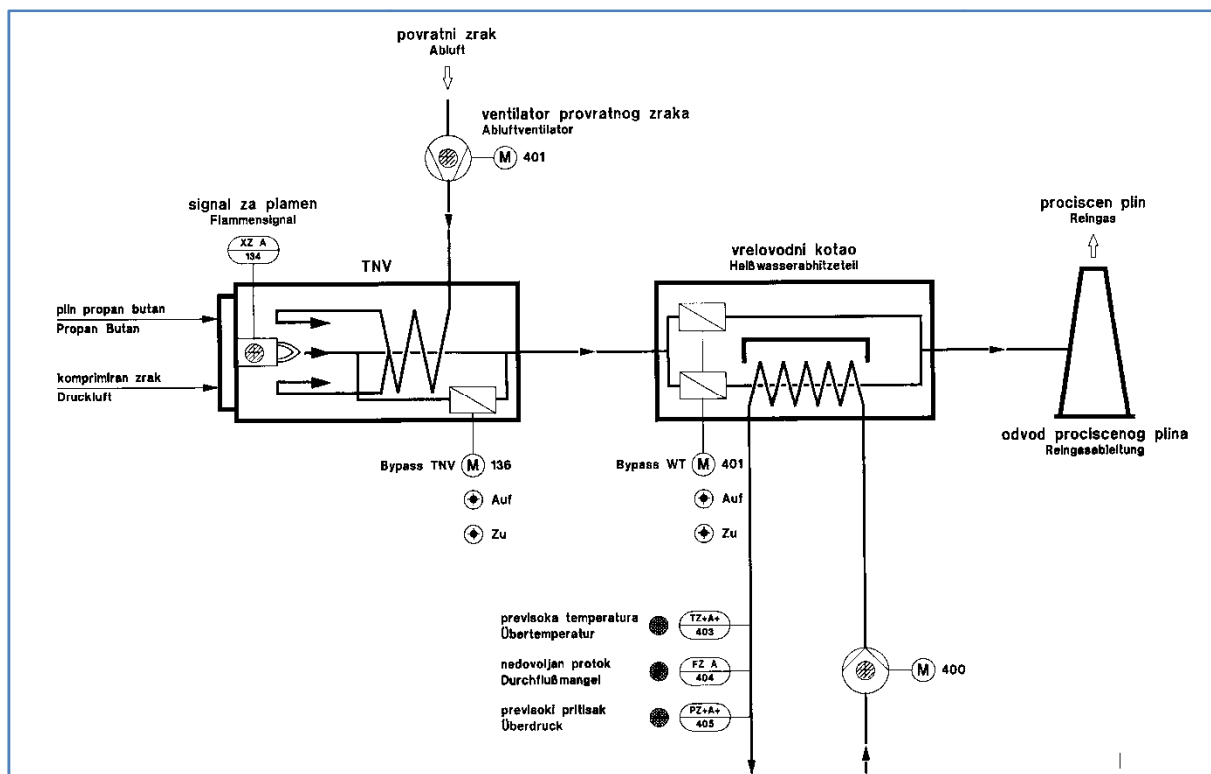 povratni zrak
Abluft
ventilator provratnog zraka
Abluftventilator
M 401
signal za plamen
Flammensignal
XZ A
134
TNV
plin propan butan
Propan Butan
komprimiran zrak
Druckluft
vrelovodni kotao
Heißwasserabhitzeteil
prociscen plin
Reingas
odvod prociscenog plina
Reingasableitung
Bypass TNV M 136
Auf
Zu
Bypass WT M 401
Auf
Zu
previsoka temperatura
Übertemperatur
TZ+A+
403
nedovoljan protok
Durchflußmangel
FZ A
404
previsoki pritisak
Überdruck
PZ+A+
405
M 400